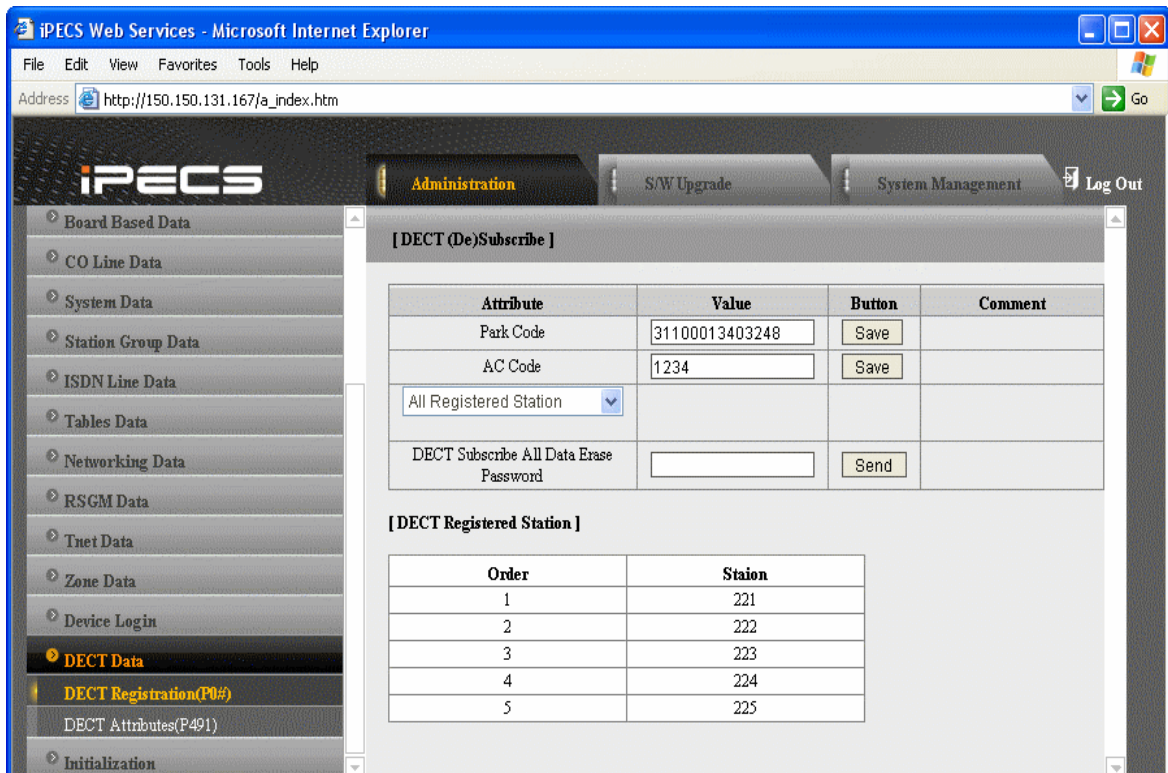 iPECS Web Services - Microsoft Internet Explorer
File Edit View Favorites Tools Help
Address http://150.150.131.167/a_index.htm Go
iPECS
Administration S/W Upgrade System Management Log Out
Board Based Data
CO Line Data
System Data
Station Group Data
ISDN Line Data
Tables Data
Networking Data
RSGM Data
Tnet Data
Zone Data
Device Login
DECT Data
DECT Registration(P0#)
DECT Attributes(P491)
Initialization
[ DECT (De)Subscribe ]
Attribute Value Button Comment
Park Code 31100013403248 Save
AC Code 1234 Save
All Registered Station
DECT Subscribe All Data Erase
Password Send
[ DECT Registered Station ]
Order Staion
1 221
2 222
3 223
4 224
5 225